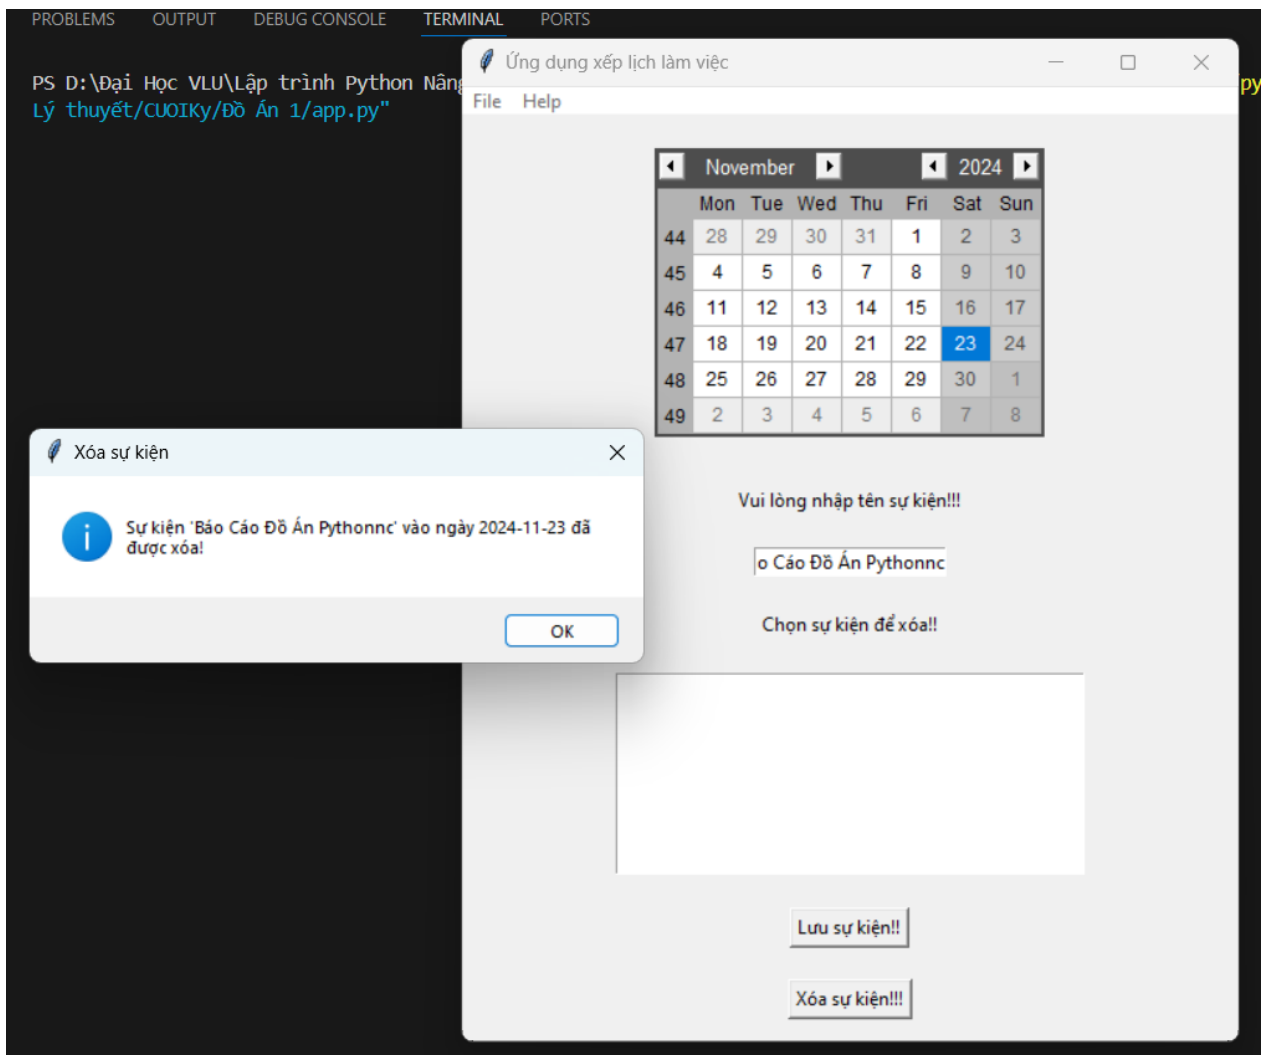 PROBLEMS OUTPUT DEBUG CONSOLE TERMINAL PORTS
PS D:\Đại Học VLU\Lập trình Python Nâng
py
Lý thuyết/CUOIKy/Đồ Án 1/app.py"
Ứng dụng xếp lịch làm việc
File Help
November 2024
Mon Tue Wed Thu Fri Sat Sun
44 28 29 30 31 1 2 3
45 4 5 6 7 8 9 10
46 11 12 13 14 15 16 17
47 18 19 20 21 22 23 24
48 25 26 27 28 29 30 1
49 2 3 4 5 6 7 8
Xóa sự kiện
Sự kiện 'Báo Cáo Đồ Án Pythonnc' vào ngày 2024-11-23 đã
được xóa!
OK
Vui lòng nhập tên sự kiện!!!
o Cáo Đồ Án Pythonnc
Chọn sự kiện để xóa!!
Lưu sự kiện!!
Xóa sự kiện!!!